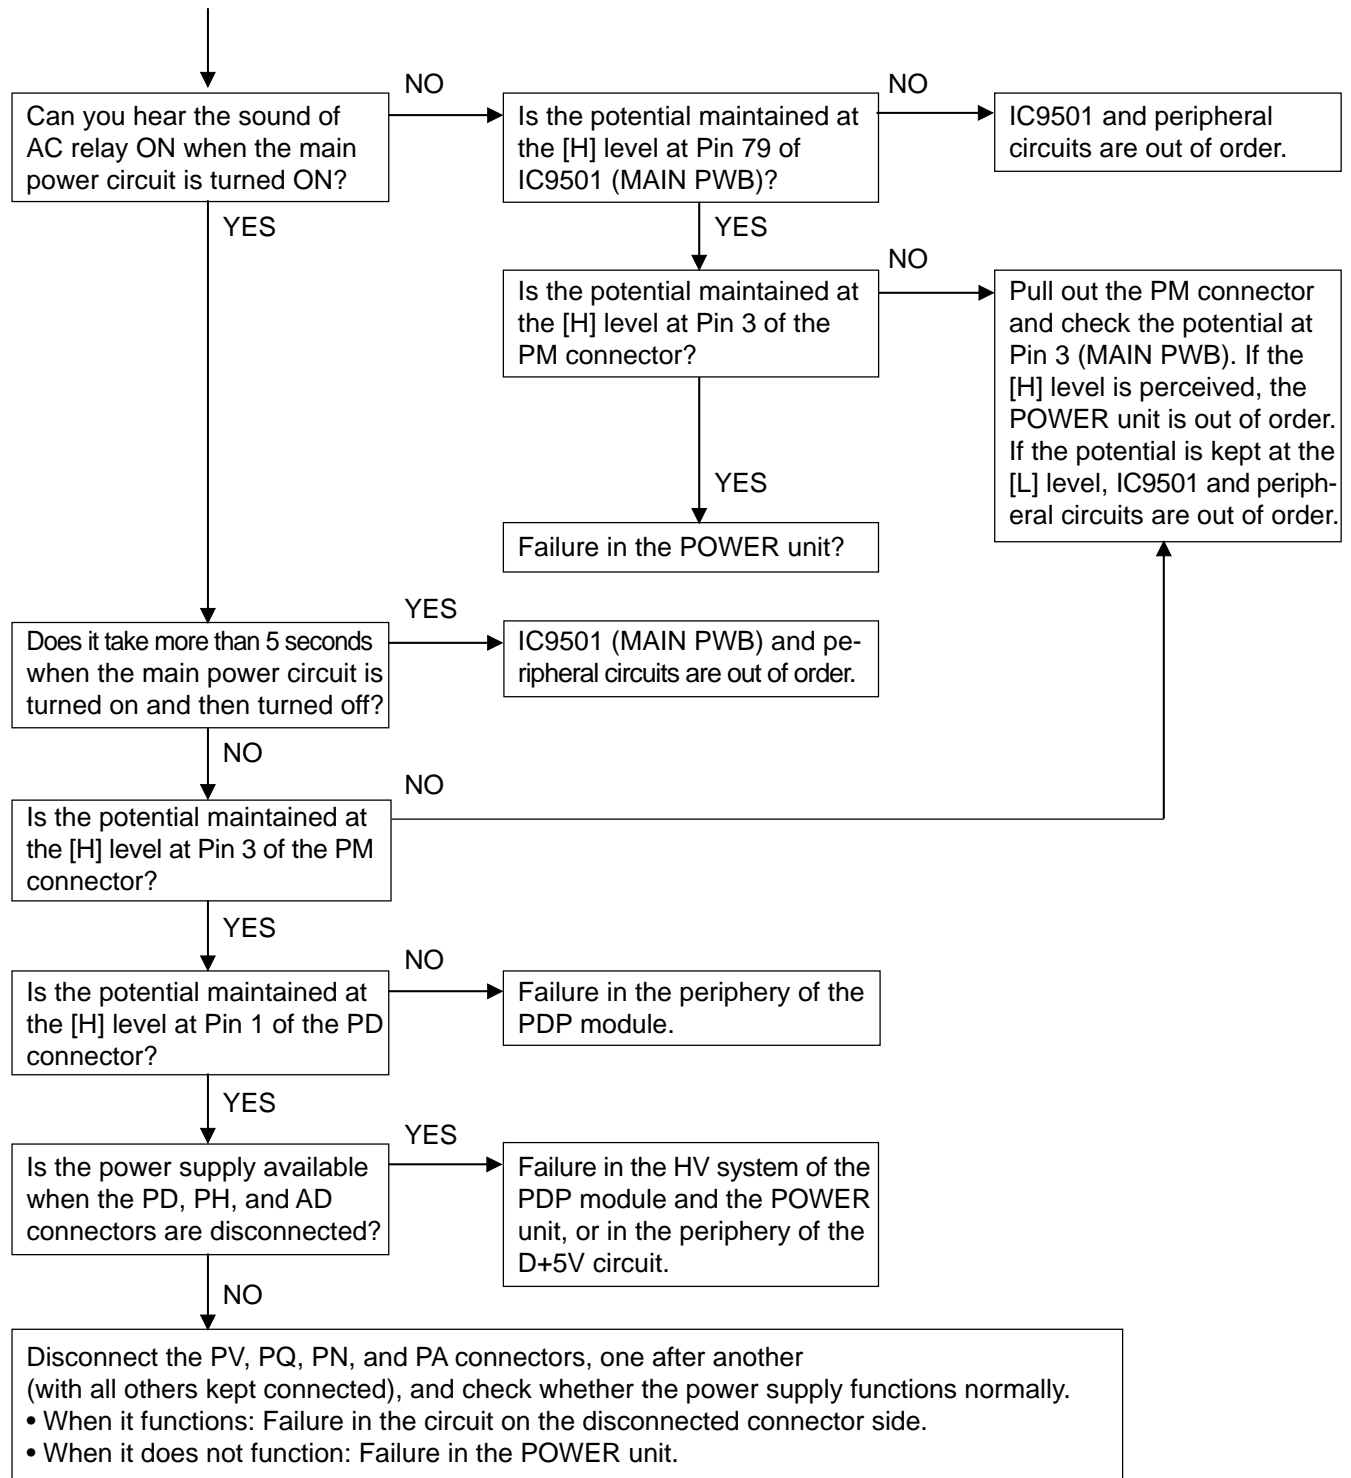 NO
NO
Can you hear the sound of
AC relay ON when the main
power circuit is turned ON?
Is the potential maintained at
the [H] level at Pin 79 of
IC9501 (MAIN PWB)?
IC9501 and peripheral
circuits are out of order.
YES
YES
NO
Is the potential maintained at
the [H] level at Pin 3 of the
PM connector?
Pull out the PM connector
and check the potential at
Pin 3 (MAIN PWB). If the
[H] level is perceived, the
POWER unit is out of order.
If the potential is kept at the
[L] level, IC9501 and periph-
eral circuits are out of order.
YES
Failure in the POWER unit?
YES
Does it take more than 5 seconds
when the main power circuit is
turned on and then turned off?
IC9501 (MAIN PWB) and pe-
ripheral circuits are out of order.
NO
NO
Is the potential maintained at
the [H] level at Pin 3 of the PM
connector?
YES
NO
Is the potential maintained at
the [H] level at Pin 1 of the PD
connector?
Failure in the periphery of the
PDP module.
YES
YES
Is the power supply available
when the PD, PH, and AD
connectors are disconnected?
Failure in the HV system of the
PDP module and the POWER
unit, or in the periphery of the
D+5V circuit.
NO
Disconnect the PV, PQ, PN, and PA connectors, one after another
(with all others kept connected), and check whether the power supply functions normally.
• When it functions: Failure in the circuit on the disconnected connector side.
• When it does not function: Failure in the POWER unit.